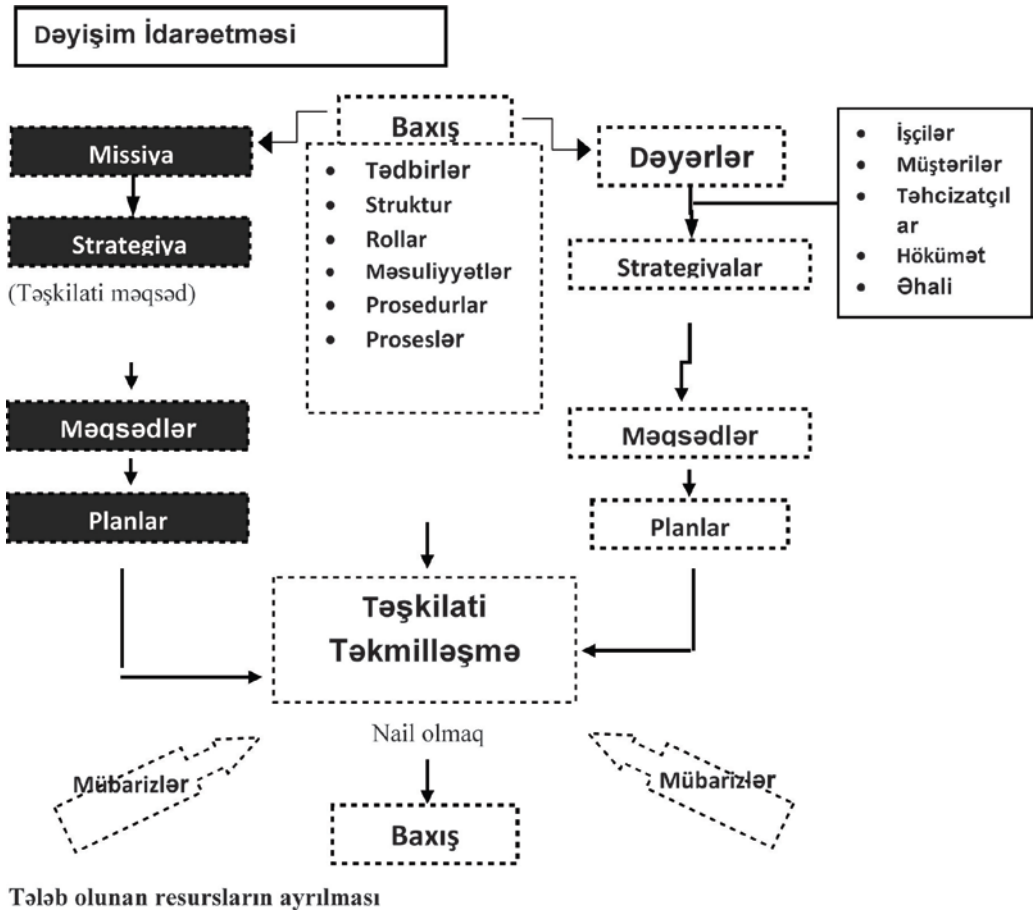 Dəyişim İdarəetməsi
Baxış
Missiya
Dəyərlər
• İşçilər
• Müştərilər
• Təhcizatçıl
ar
• Hökümət
• Əhali
• Tədbirlər
• Struktur
• Rollar
• Məsuliyyətlər
• Prosedurlar
• Proseslər
Strategiya
(Təşkilati məqsəd)
Strategiyalar
Məqsədlər
Məqsədlər
Planlar
Planlar
Təşkilati
Təkmilləşmə
Nail olmaq
Mübarizlər
Mübarizlər
Baxış
Tələb olunan resursların ayrılması